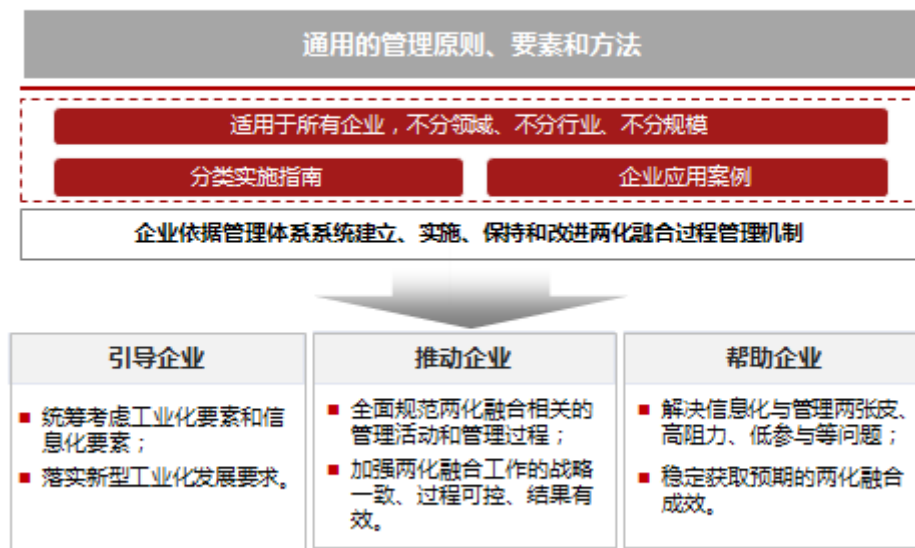 通用的管理原则、要素和方法
适用于所有企业，不分领域、不分行业、不分规模
分类实施指南
企业应用案例
企业依据管理体系系统建立、实施、保持和改进两化融合过程管理机制
引导企业
统筹考虑工业化要素和信
息化要素；
落实新型工业化发展要求。
推动企业
全面规范两化融合相关的
管理活动和管理过程；
加强两化融合工作的战略
一致、过程可控、结果有
效。
帮助企业
解决信息化与管理两张皮、
高阻力、低参与等问题；
稳定获取预期的两化融合
成效。